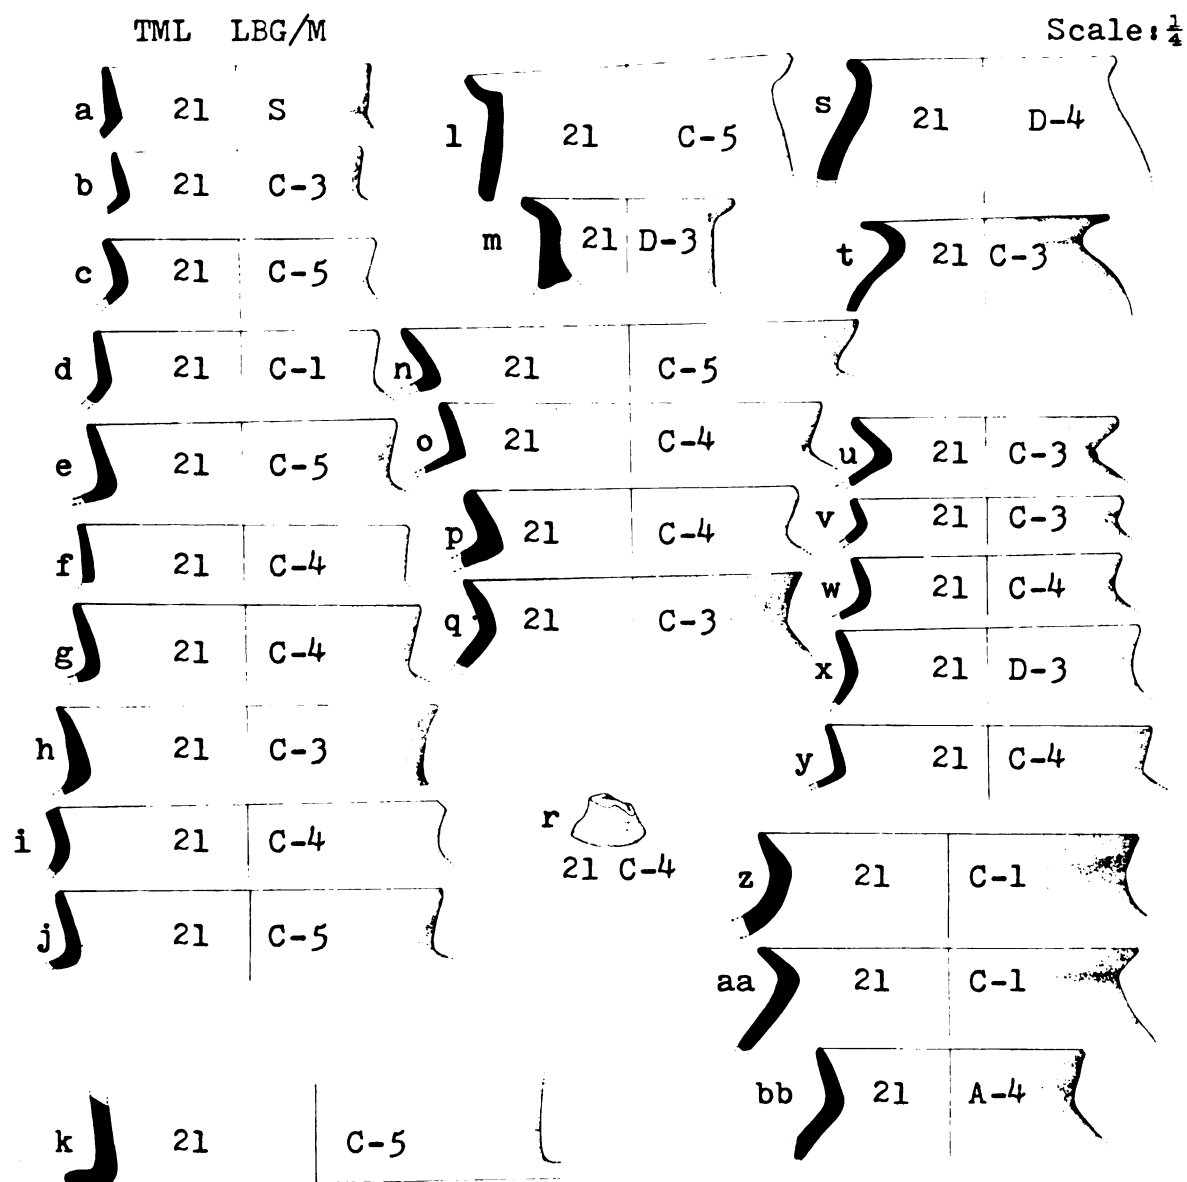 TML LBG/M
Scale:¼
a 21 S
b 21 C-3
c 21 C-5
d 21 C-1
e 21 C-5
f 21 C-4
g 21 C-4
h 21 C-3
i 21 C-4
j 21 C-5
k 21 C-5
l 21 C-5
m 21 D-3
n 21 C-5
o 21 C-4
p 21 C-4
q 21 C-3
r
21 C-4
s 21 D-4
t 21 C-3
u 21 C-3
v 21 C-3
w 21 C-4
x 21 D-3
y 21 C-4
z 21 C-1
aa 21 C-1
bb 21 A-4